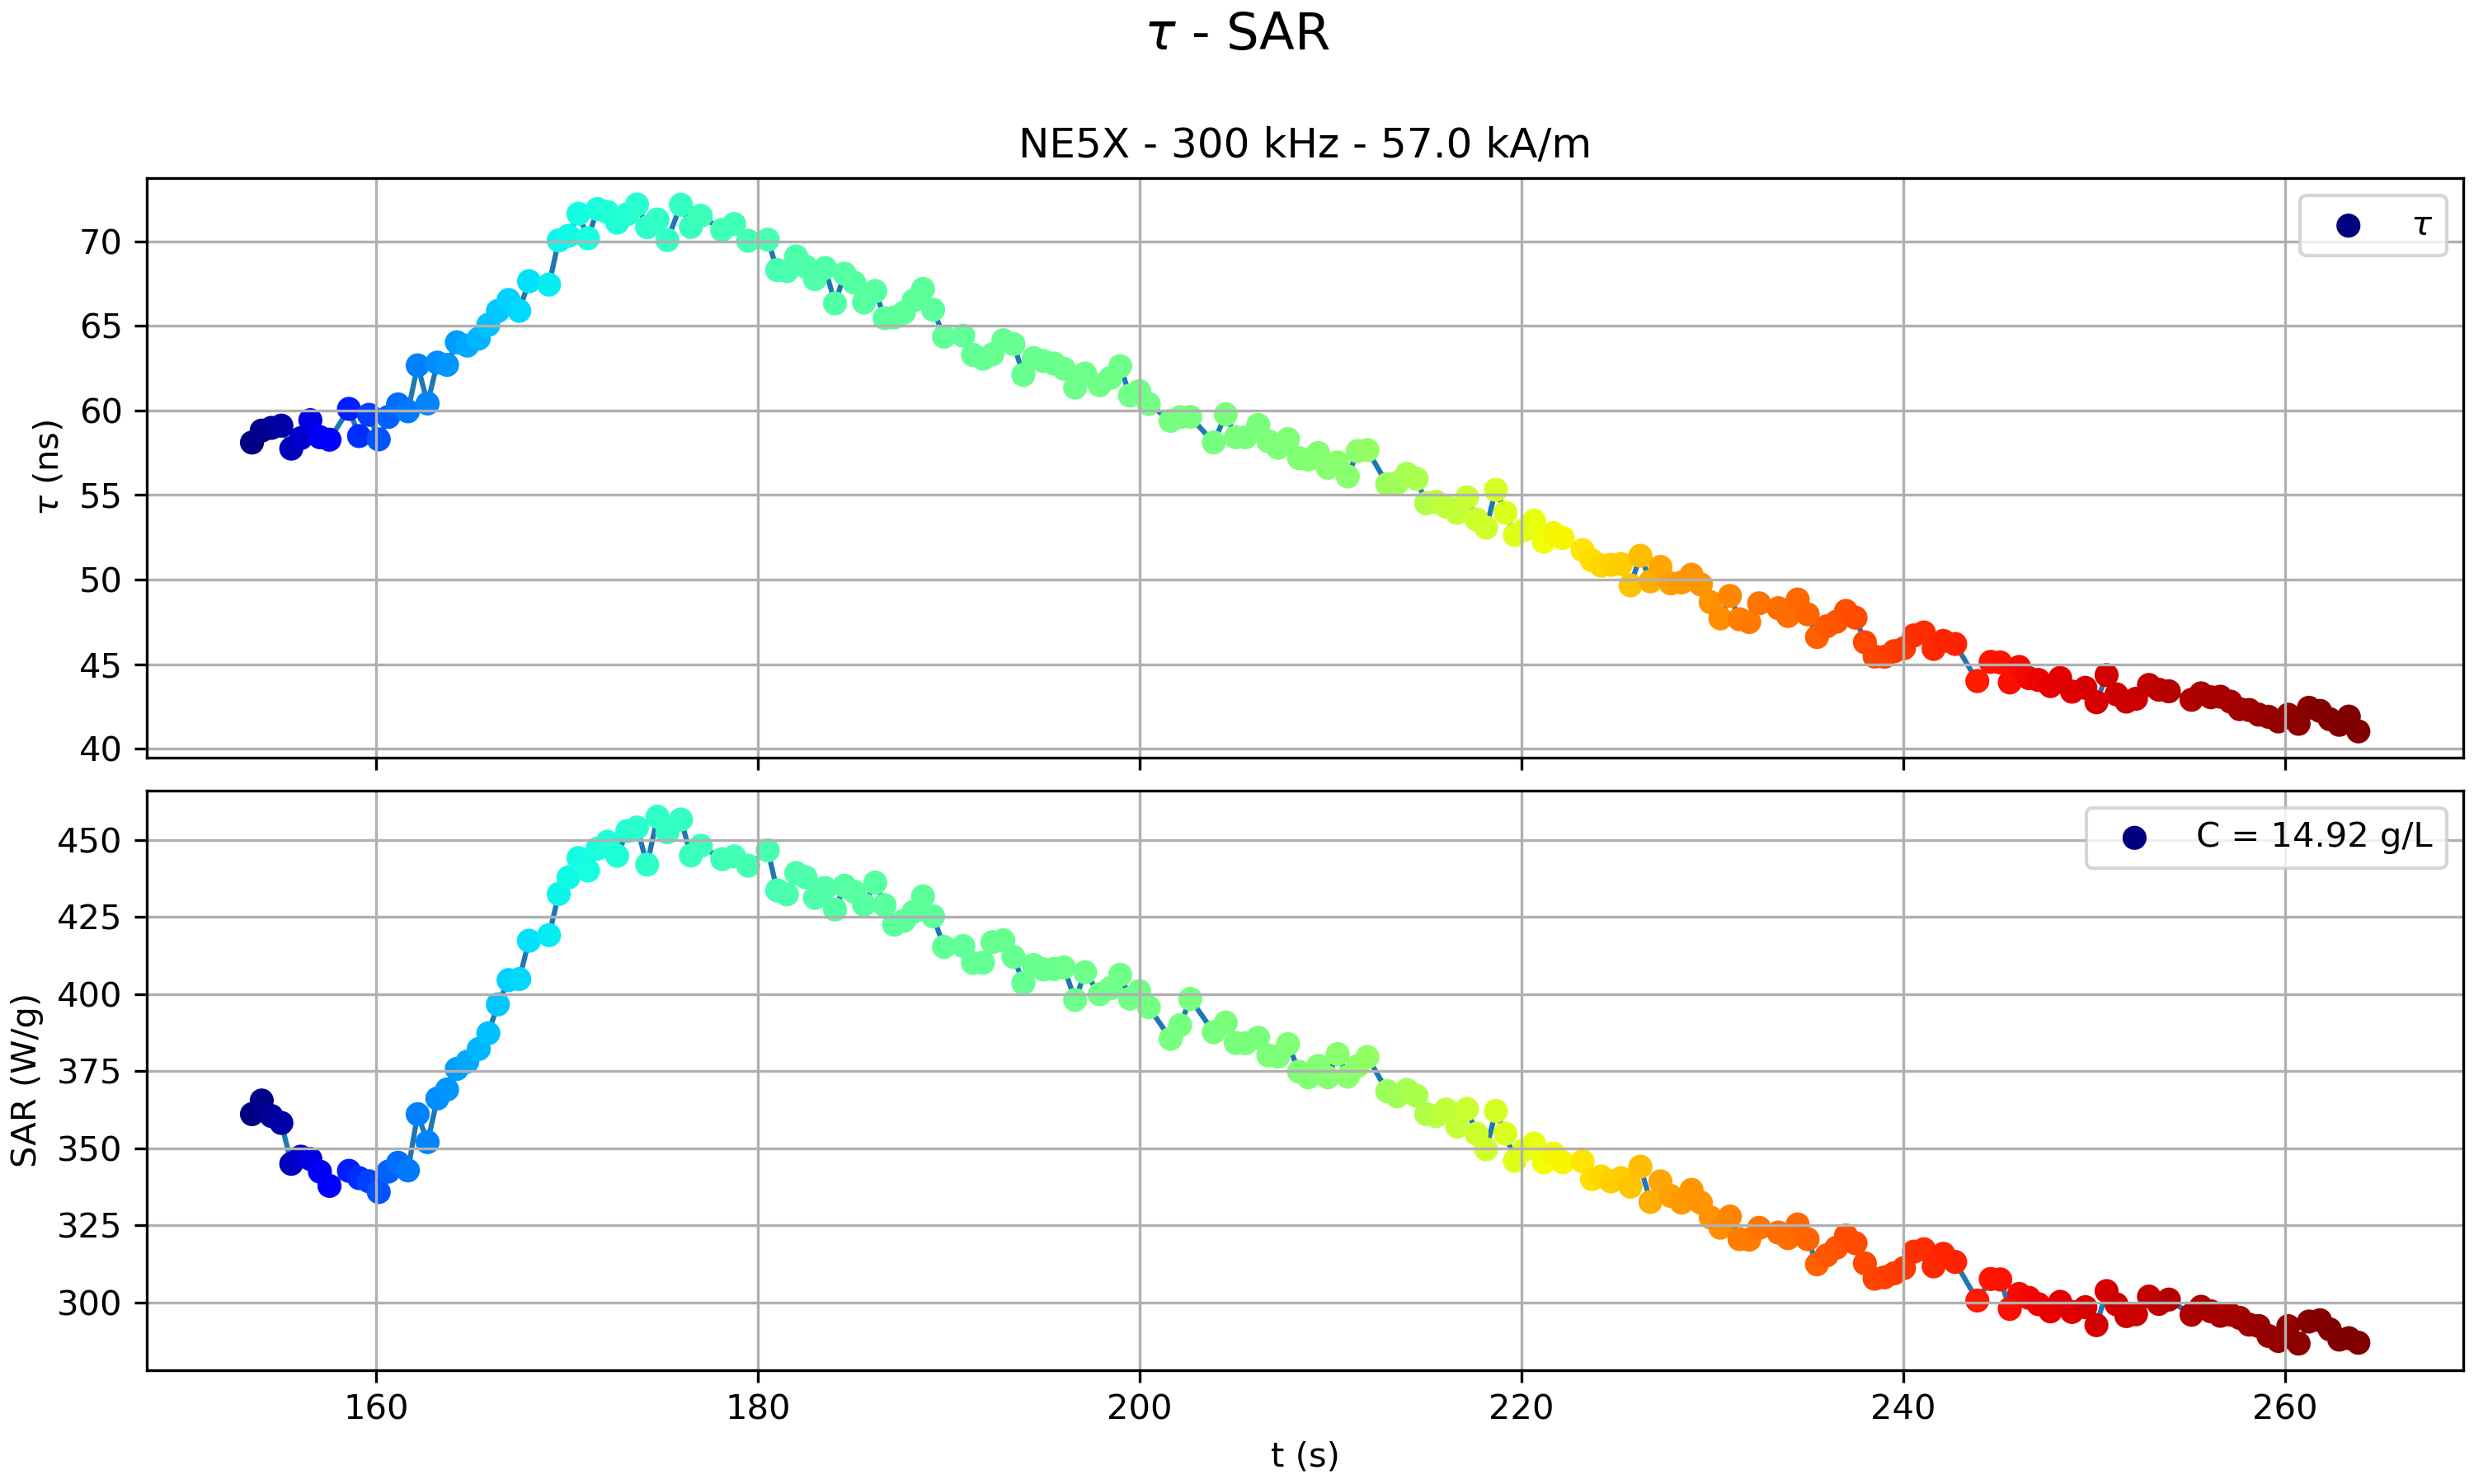 τ - SAR
NE5X - 300 kHz - 57.0 kA/m
τ
τ (ns)
70
65
60
55
50
45
40
C = 14.92 g/L
SAR (W/g)
450
425
400
375
350
325
300
160 180 200 220 240 260
t (s)